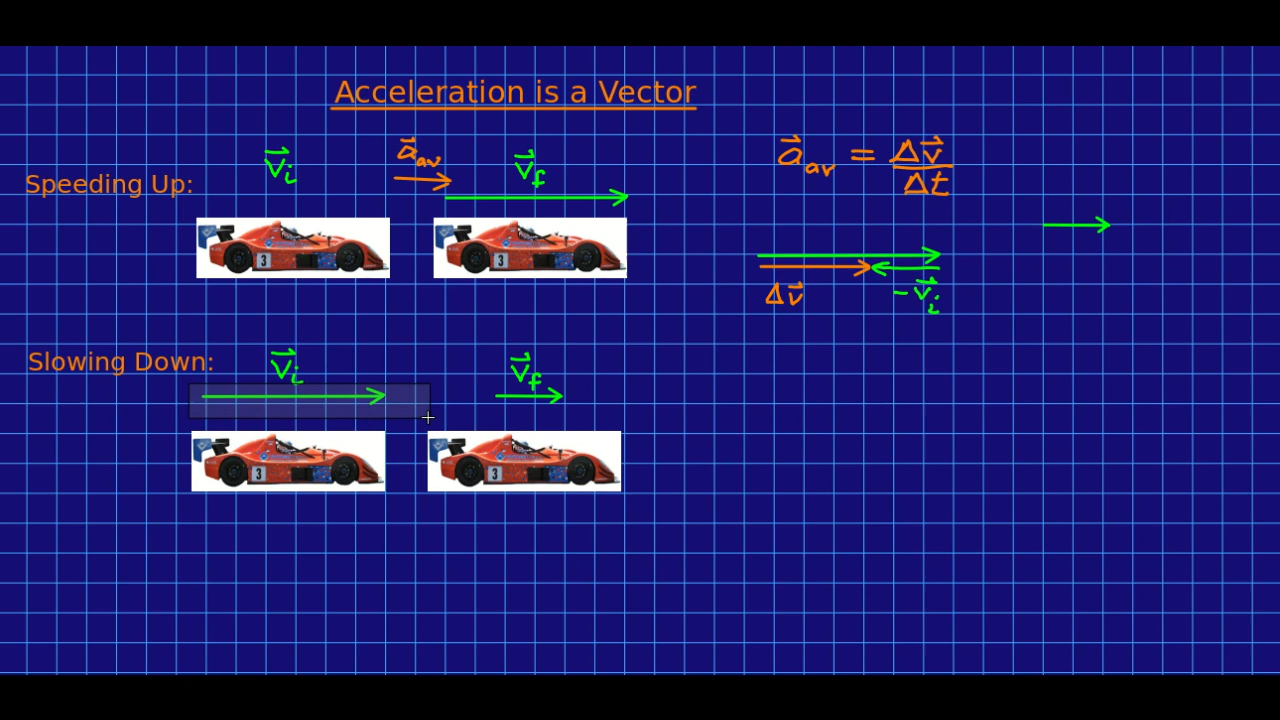 Acceleration is a Vector
Speeding Up:
v⃗i
a⃗av
v⃗f
a⃗av = Δv⃗ / Δt
3
3
Δv⃗
-v⃗i
Slowing Down:
v⃗i
v⃗f
3
3